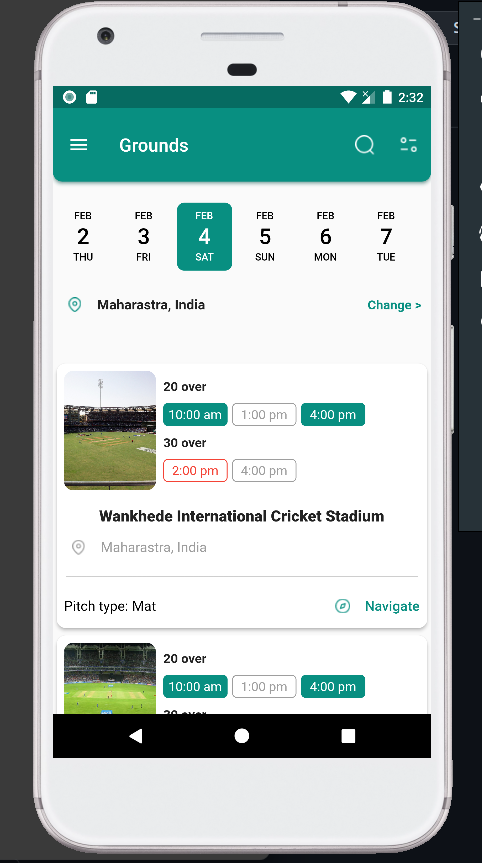 2:32
Grounds
FEB FEB FEB FEB FEB FEB
2 3 4 5 6 7
THU FRI SAT SUN MON TUE
Maharastra, India Change >
20 over
10:00 am 1:00 pm 4:00 pm
30 over
2:00 pm 4:00 pm
Wankhede International Cricket Stadium
Maharastra, India
Pitch type: Mat Navigate
20 over
10:00 am 1:00 pm 4:00 pm